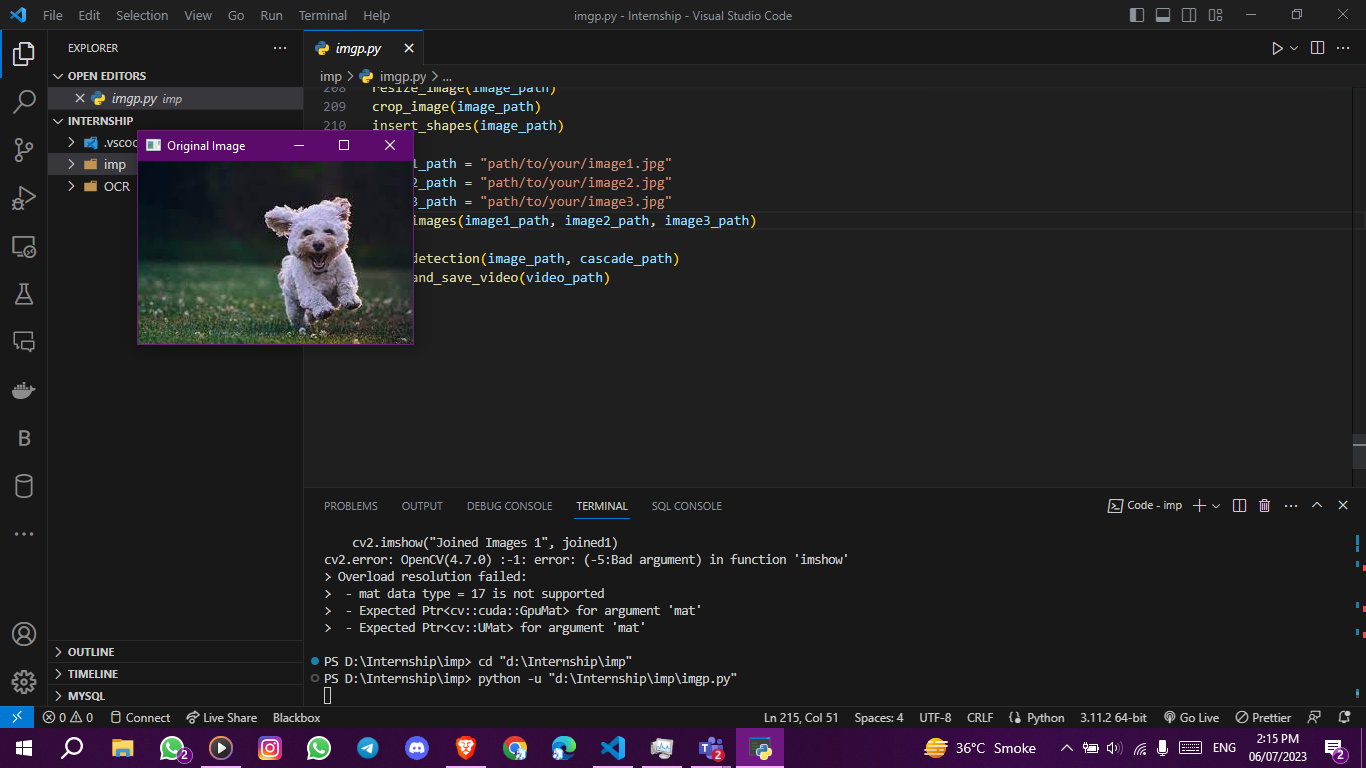 File Edit Selection View Go Run Terminal Help imgp.py - Internship - Visual Studio Code
EXPLORER
imgp.py
OPEN EDITORS
imgp.py imp
INTERNSHIP
.vscod
imp
OCR
imp > imgp.py > ...
208 resize_image(image_path)
209 crop_image(image_path)
210 insert_shapes(image_path)
Original Image
1_path = "path/to/your/image1.jpg"
2_path = "path/to/your/image2.jpg"
3_path = "path/to/your/image3.jpg"
images(image1_path, image2_path, image3_path)
detection(image_path, cascade_path)
and_save_video(video_path)
PROBLEMS OUTPUT DEBUG CONSOLE TERMINAL SQL CONSOLE Code - imp
cv2.imshow("Joined Images 1", joined1)
cv2.error: OpenCV(4.7.0) :-1: error: (-5:Bad argument) in function 'imshow'
> Overload resolution failed:
>  - mat data type = 17 is not supported
>  - Expected Ptr<cv::cuda::GpuMat> for argument 'mat'
>  - Expected Ptr<cv::UMat> for argument 'mat'
PS D:\Internship\imp> cd "d:\Internship\imp"
PS D:\Internship\imp> python -u "d:\Internship\imp\imgp.py"
OUTLINE
TIMELINE
MYSQL
0 0 Connect Live Share Blackbox Ln 215, Col 51 Spaces: 4 UTF-8 CRLF Python 3.11.2 64-bit Go Live Prettier
2 2 36°C Smoke ENG 2:15 PM
06/07/2023 2